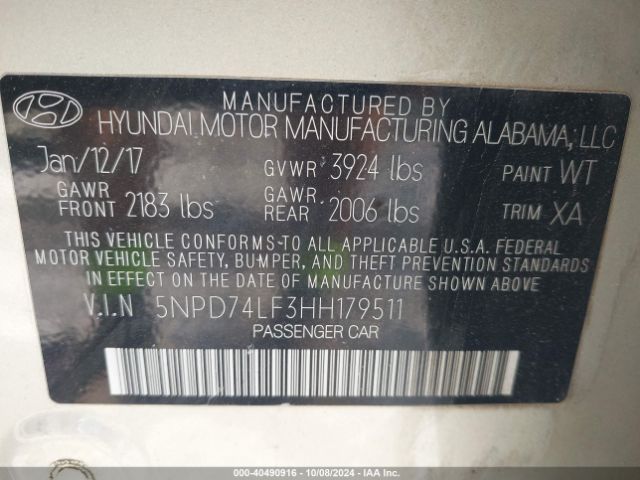 MANUFACTURED BY
HYUNDAI MOTOR MANUFACTURING ALABAMA, LLC
Jan/12/17 GVWR 3924 lbs PAINT WT
GAWR FRONT 2183 lbs GAWR REAR 2006 lbs TRIM XA
THIS VEHICLE CONFORMS TO ALL APPLICABLE U.S.A. FEDERAL
MOTOR VEHICLE SAFETY, BUMPER, AND THEFT PREVENTION STANDARDS
IN EFFECT ON THE DATE OF MANUFACTURE SHOWN ABOVE.
V.I.N 5NPD74LF3HH179511
PASSENGER CAR
000-40490916 - 10/08/2024 - IAA Inc.